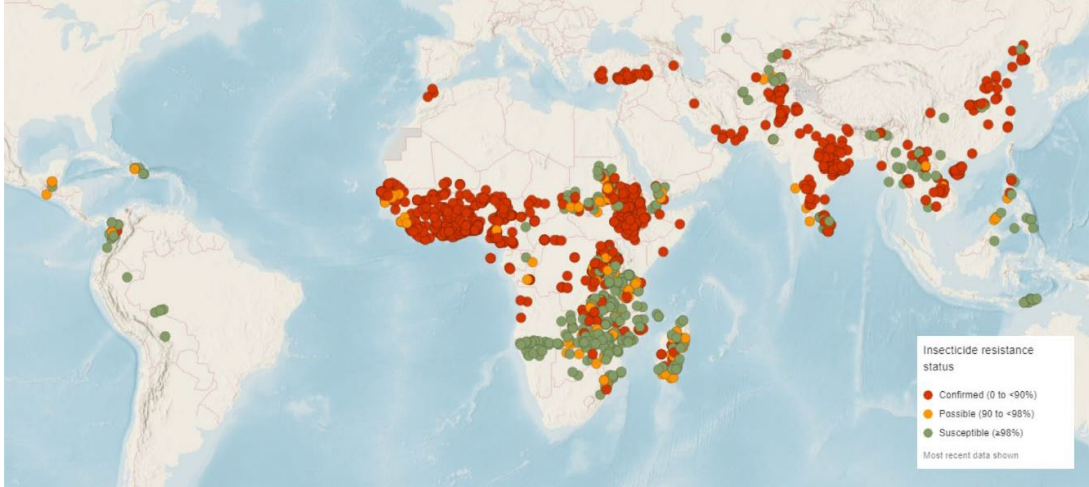 Insecticide resistance
status
Confirmed (0 to <90%)
Possible (90 to <98%)
Susceptible (≥98%)
Most recent data shown